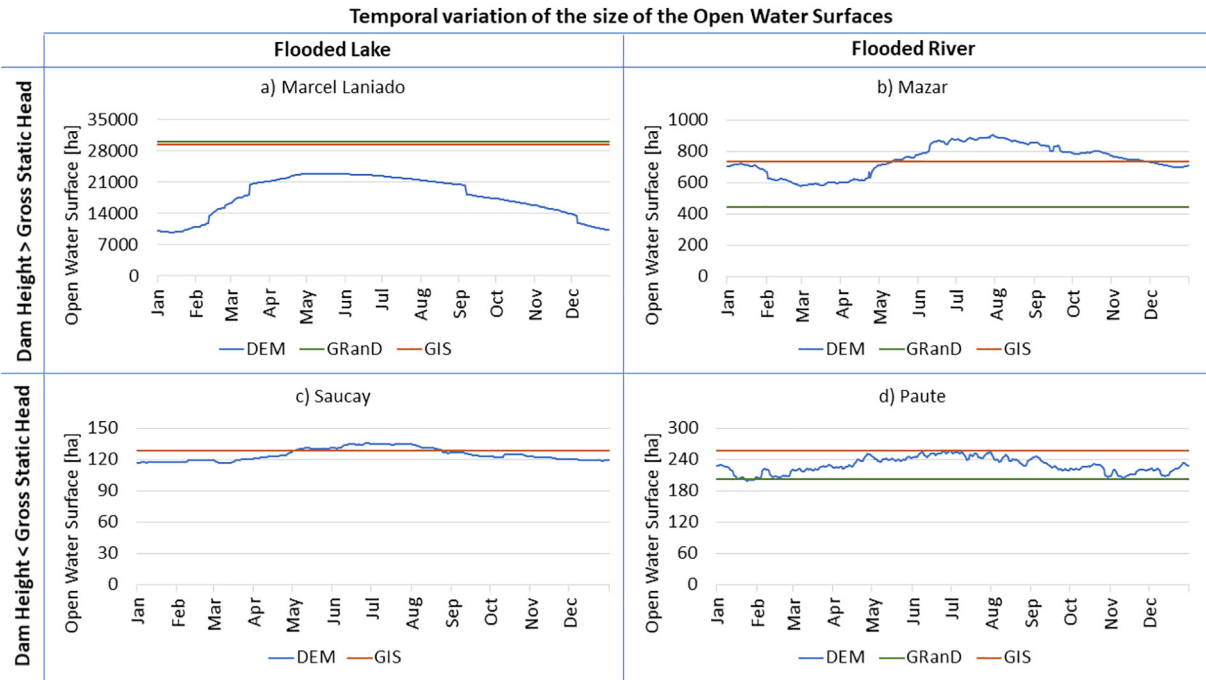 Temporal variation of the size of the Open Water Surfaces
Flooded Lake
Flooded River
Dam Height > Gross Static Head
a) Marcel Laniado
Open Water Surface [ha]
35000
28000
21000
14000
7000
0
Jan Feb Mar Apr May Jun Jul Aug Sep Oct Nov Dec
DEM GRanD GIS
b) Mazar
Open Water Surface [ha]
1000
800
600
400
200
0
Jan Feb Mar Apr May Jun Jul Aug Sep Oct Nov Dec
DEM GRanD GIS
Dam Height < Gross Static Head
c) Saucay
Open Water Surface [ha]
150
120
90
60
30
0
Jan Feb Mar Apr May Jun Jul Aug Sep Oct Nov Dec
DEM GIS
d) Paute
Open Water Surface [ha]
300
240
180
120
60
0
Jan Feb Mar Apr May Jun Jul Aug Sep Oct Nov Dec
DEM GRanD GIS